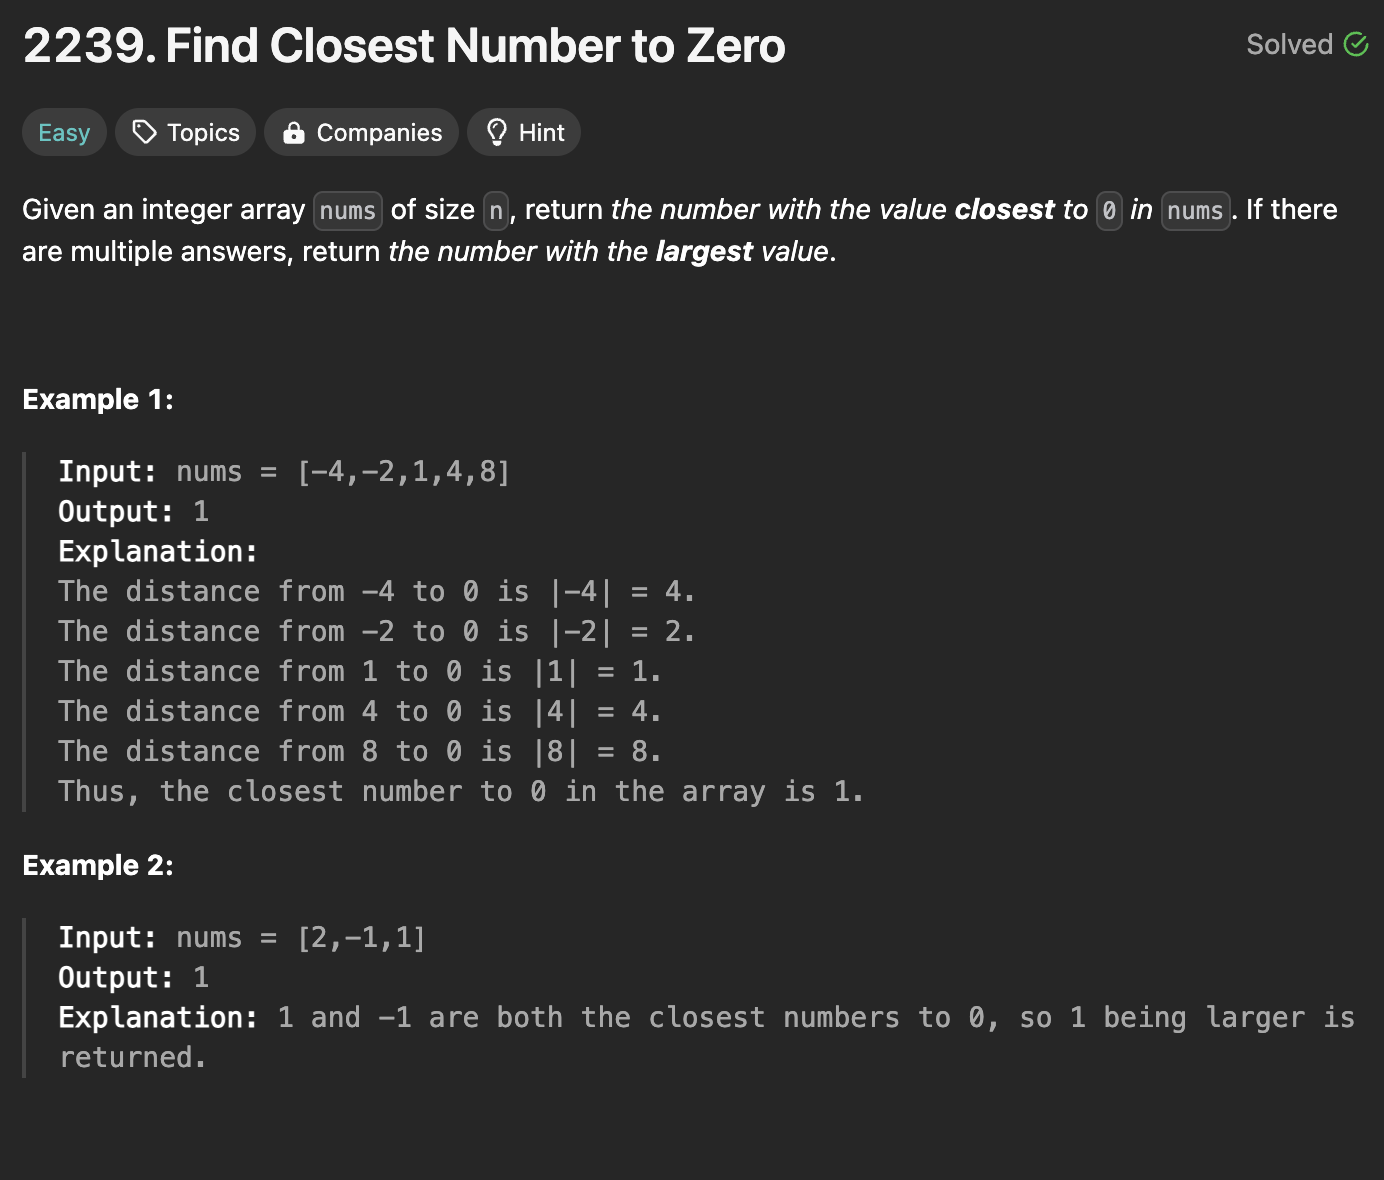 2239. Find Closest Number to Zero
Solved
Easy
Topics
Companies
Hint
Given an integer array nums of size n, return the number with the value closest to 0 in nums. If there
are multiple answers, return the number with the largest value.
Example 1:
Input: nums = [-4,-2,1,4,8]
Output: 1
Explanation:
The distance from -4 to 0 is |-4| = 4.
The distance from -2 to 0 is |-2| = 2.
The distance from 1 to 0 is |1| = 1.
The distance from 4 to 0 is |4| = 4.
The distance from 8 to 0 is |8| = 8.
Thus, the closest number to 0 in the array is 1.
Example 2:
Input: nums = [2,-1,1]
Output: 1
Explanation: 1 and -1 are both the closest numbers to 0, so 1 being larger is
returned.